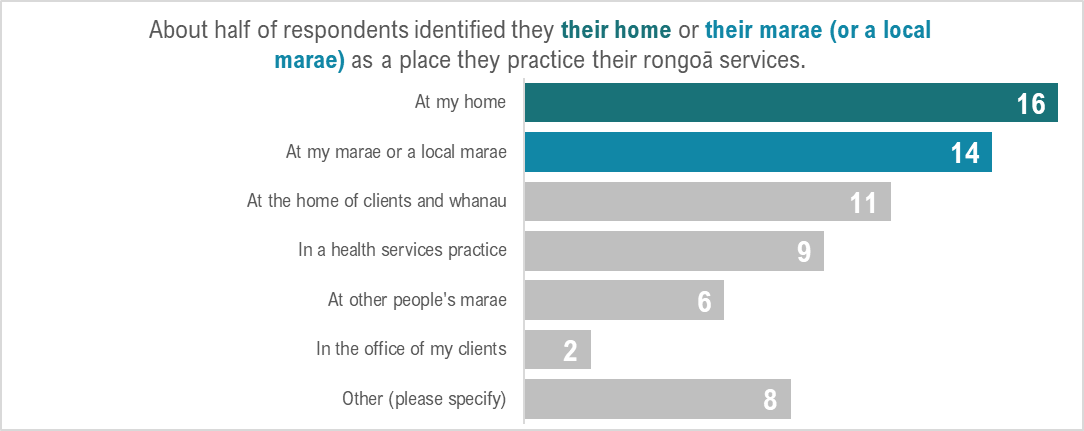 About half of respondents identified they their home or their marae (or a local
marae) as a place they practice their rongoā services.
At my home 16
At my marae or a local marae 14
At the home of clients and whanau 11
In a health services practice 9
At other people's marae 6
In the office of my clients 2
Other (please specify) 8